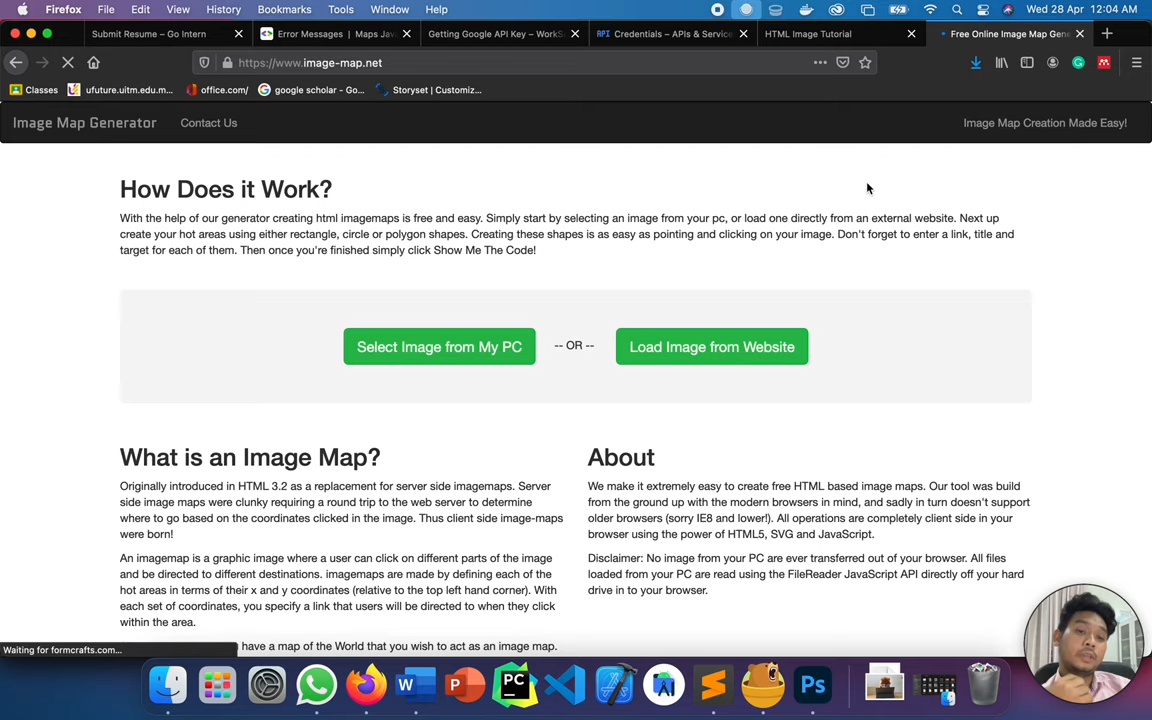 Firefox File Edit View History Bookmarks Tools Window Help Wed 28 Apr 12:04 AM
Submit Resume – Go Intern Error Messages | Maps Jav Getting Google API Key – WorkS API Credentials – APIs & Service HTML Image Tutorial Free Online Image Map Gene
https://www.image-map.net
Classes ufuture.uitm.edu.m... office.com/ google scholar - Go... Storyset | Customiz...
Image Map Generator Contact Us Image Map Creation Made Easy!
How Does it Work?
With the help of our generator creating html imagemaps is free and easy. Simply start by selecting an image from your pc, or load one directly from an external website. Next up
create your hot areas using either rectangle, circle or polygon shapes. Creating these shapes is as easy as pointing and clicking on your image. Don't forget to enter a link, title and
target for each of them. Then once you're finished simply click Show Me The Code!
Select Image from My PC -- OR -- Load Image from Website
What is an Image Map?
Originally introduced in HTML 3.2 as a replacement for server side imagemaps. Server
side image maps were clunky requiring a round trip to the web server to determine
where to go based on the coordinates clicked in the image. Thus client side image-maps
were born!
An imagemap is a graphic image where a user can click on different parts of the image
and be directed to different destinations. imagemaps are made by defining each of the
hot areas in terms of their x and y coordinates (relative to the top left hand corner). With
each set of coordinates, you specify a link that users will be directed to when they click
within the area.
have a map of the World that you wish to act as an image map.
About
We make it extremely easy to create free HTML based image maps. Our tool was build
from the ground up with the modern browsers in mind, and sadly in turn doesn't support
older browsers (sorry IE8 and lower!). All operations are completely client side in your
browser using the power of HTML5, SVG and JavaScript.
Disclaimer: No image from your PC are ever transferred out of your browser. All files
loaded from your PC are read using the FileReader JavaScript API directly off your hard
drive in to your browser.
Waiting for formcrafts.com...
W P PC Ps